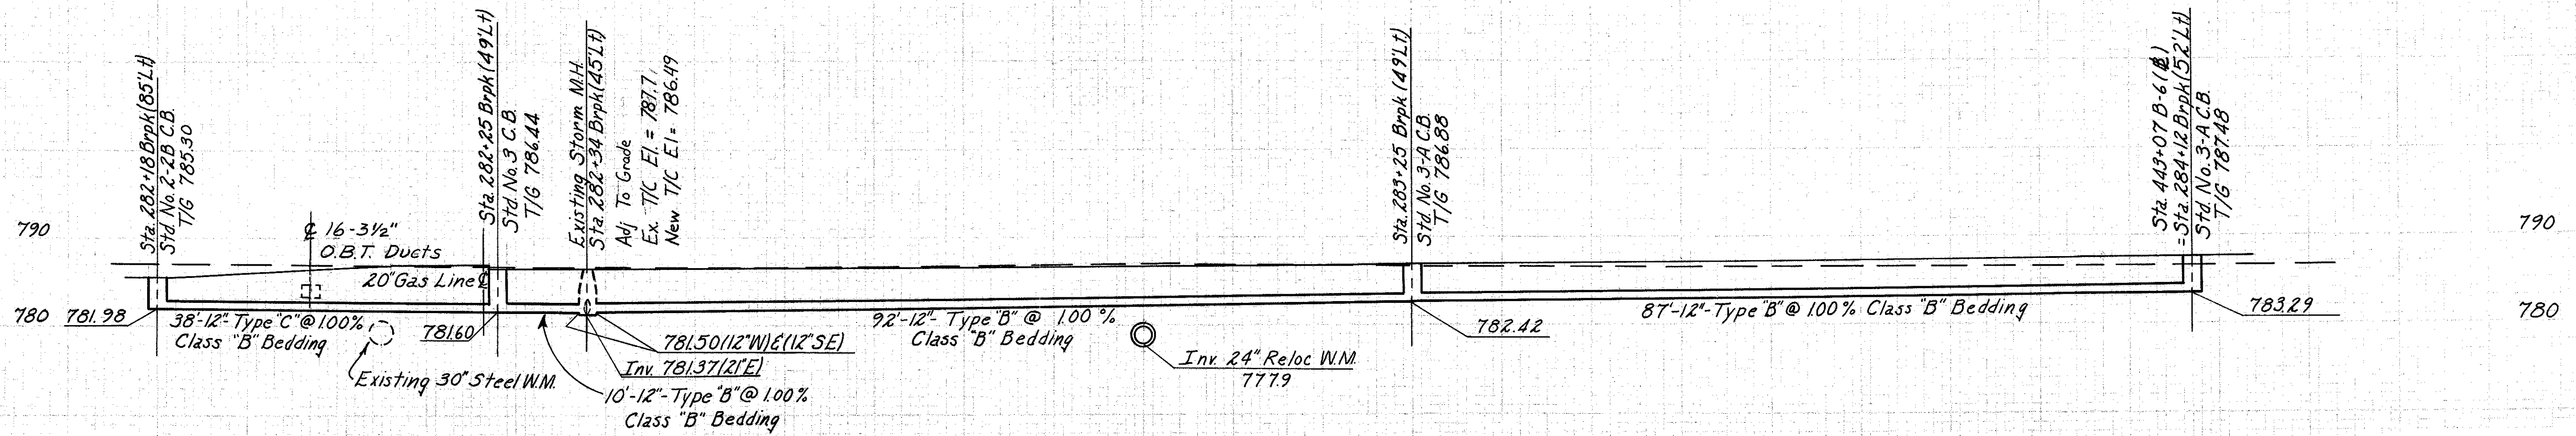 Sta. 282+18 Brpk (85'Lt)
Std No. 2-2B C.B.
T/G 785.30
Sta. 282+25 Brpk (49'Lt)
Std. No. 3 C.B.
T/G 786.44
Existing Storm M.H.
Sta. 282+34 Brpk (45'Lt)
Adj To Grade
Ex. T/C El. = 787.7
New T/C El. = 786.49
Sta. 283+25 Brpk (49'Lt)
Std. No. 3-A C.B.
T/G 786.88
Sta. 443+07 B-6 (℄)
= Sta. 284+12 Brpk (52'Lt)
Std. No. 3-A C.B.
T/G 787.48
790
790
℄ 16-3½"
O.B.T. Ducts
20" Gas Line ℄
780
780
781.98
38'-12"-Type "C" @ 1.00%
Class "B" Bedding
Existing 30" Steel W.M.
781.60
781.50 (12"W) & (12"SE)
Inv. 781.37 (21"E)
10'-12"-Type "B" @ 1.00%
Class "B" Bedding
92'-12"- Type "B" @ 1.00 %
Class "B" Bedding
Inv. 24" Reloc W.M.
777.9
782.42
87'-12"-Type "B" @ 1.00% Class "B" Bedding
783.29